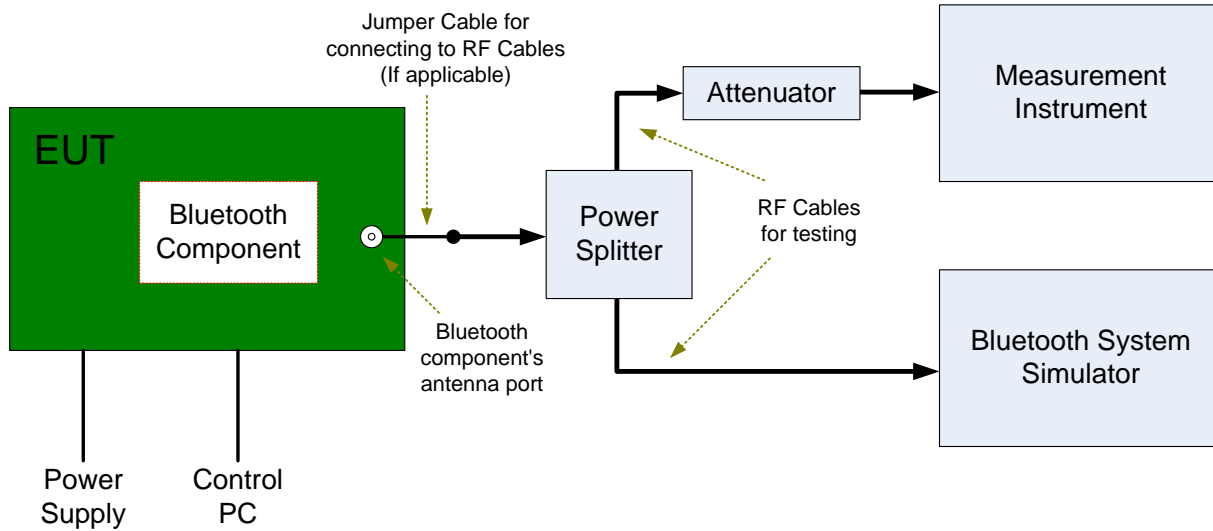 Jumper Cable for
connecting to RF Cables
(If applicable)
EUT
Bluetooth
Component
Bluetooth
component's
antenna port
Power
Supply
Control
PC
Power
Splitter
Attenuator
RF Cables
for testing
Measurement
Instrument
Bluetooth System
Simulator